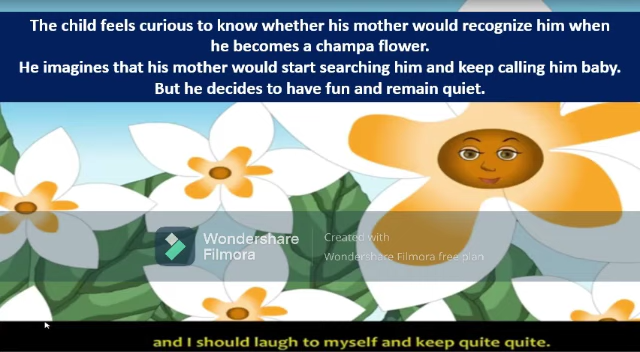 The child feels curious to know whether his mother would recognize him when
he becomes a champa flower.
He imagines that his mother would start searching him and keep calling him baby.
But he decides to have fun and remain quiet.
Wondershare
Filmora
Created with
Wondershare Filmora free plan
and I should laugh to myself and keep quite quite.